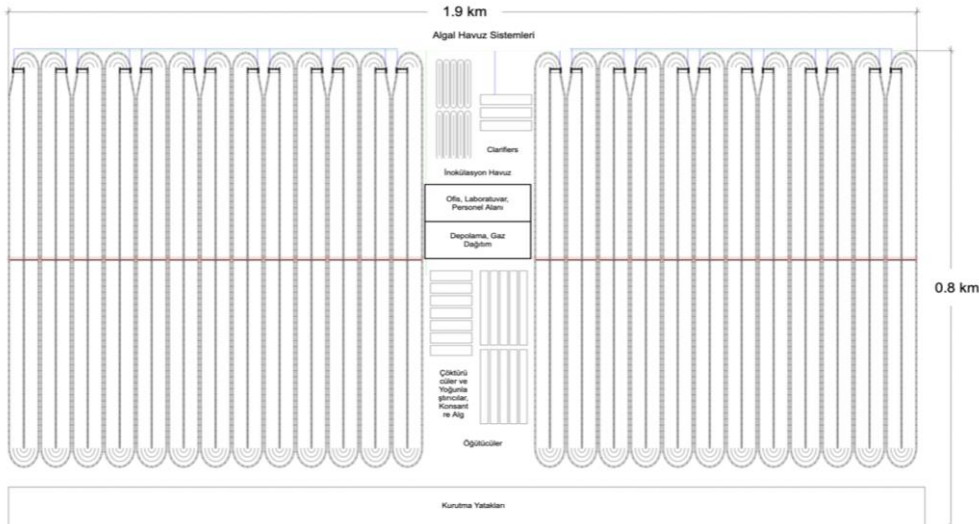 1.9 km
Algal Havuz Sistemleri
Clarifiers
İnokülasyon Havuz
Ofis, Laboratuvar,
Personel Alanı
Depolama, Gaz
Dağıtım
0.8 km
Çöktürü
cüler ve
Yoğunla
ştırıcılar,
Konsant
re Alg
Öğütücüler
Kurutma Yatakları